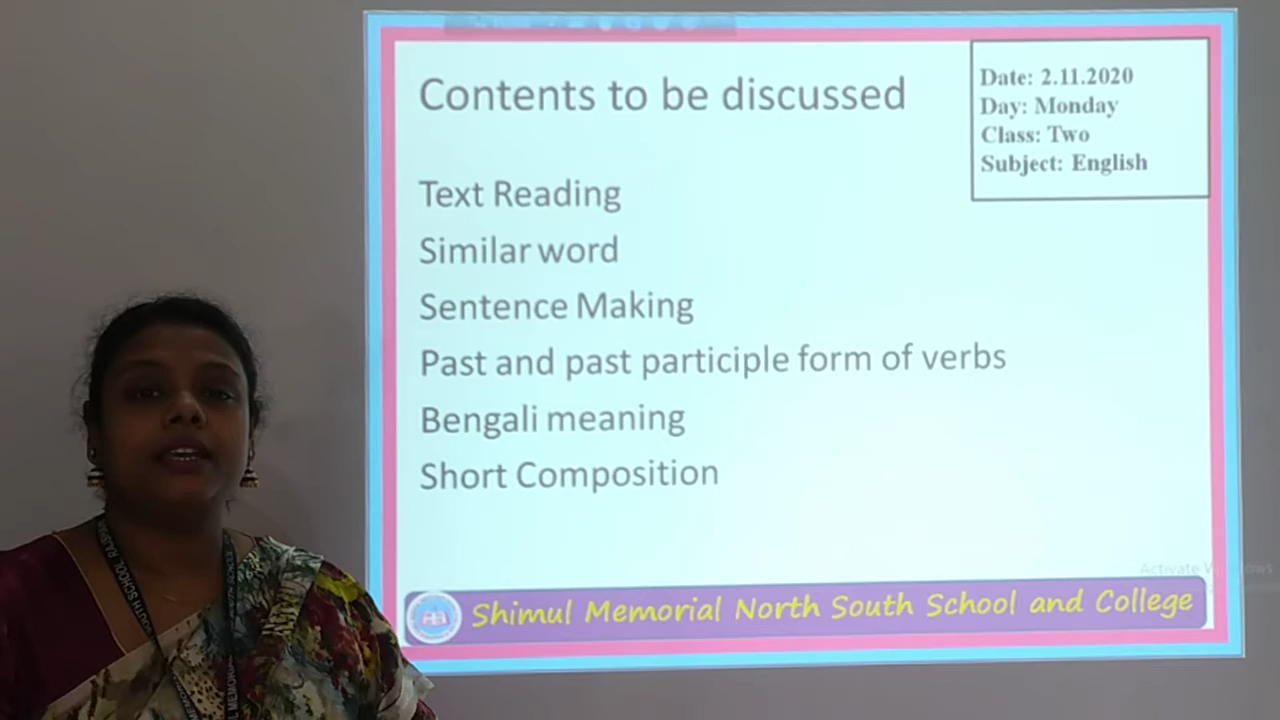 Contents to be discussed
Date: 2.11.2020
Day: Monday
Class: Two
Subject: English
Text Reading
Similar word
Sentence Making
Past and past participle form of verbs
Bengali meaning
Short Composition
Activate
Shimul Memorial North South School and College